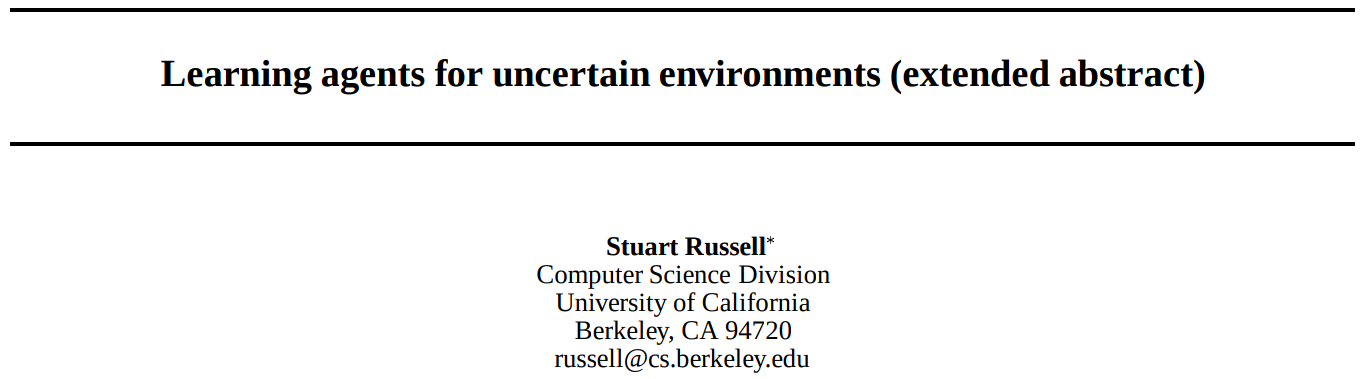 Learning agents for uncertain environments (extended abstract)
Stuart Russell*
Computer Science Division
University of California
Berkeley, CA 94720
russell@cs.berkeley.edu